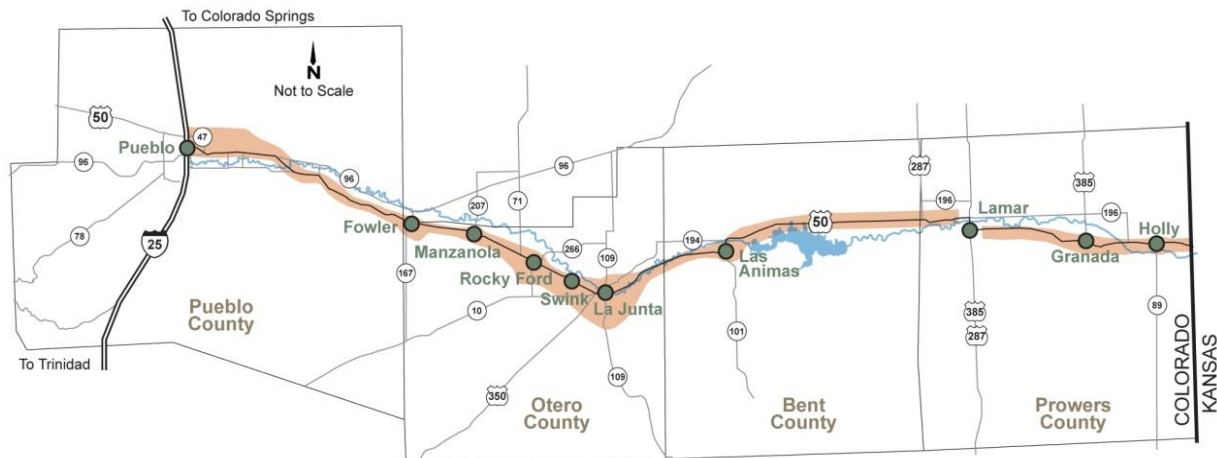 To Colorado Springs
N
Not to Scale
50
47
Pueblo
96
96
96
207
71
287
385
196
Lamar
196
Holly
78
25
Fowler
Manzanola
266
109
194
50
Rocky Ford
Las
Animas
Granada
167
Swink
La Junta
Pueblo
County
10
101
385
287
89
To Trinidad
350
109
Otero
County
Bent
County
Prowers
County
COLORADO
KANSAS